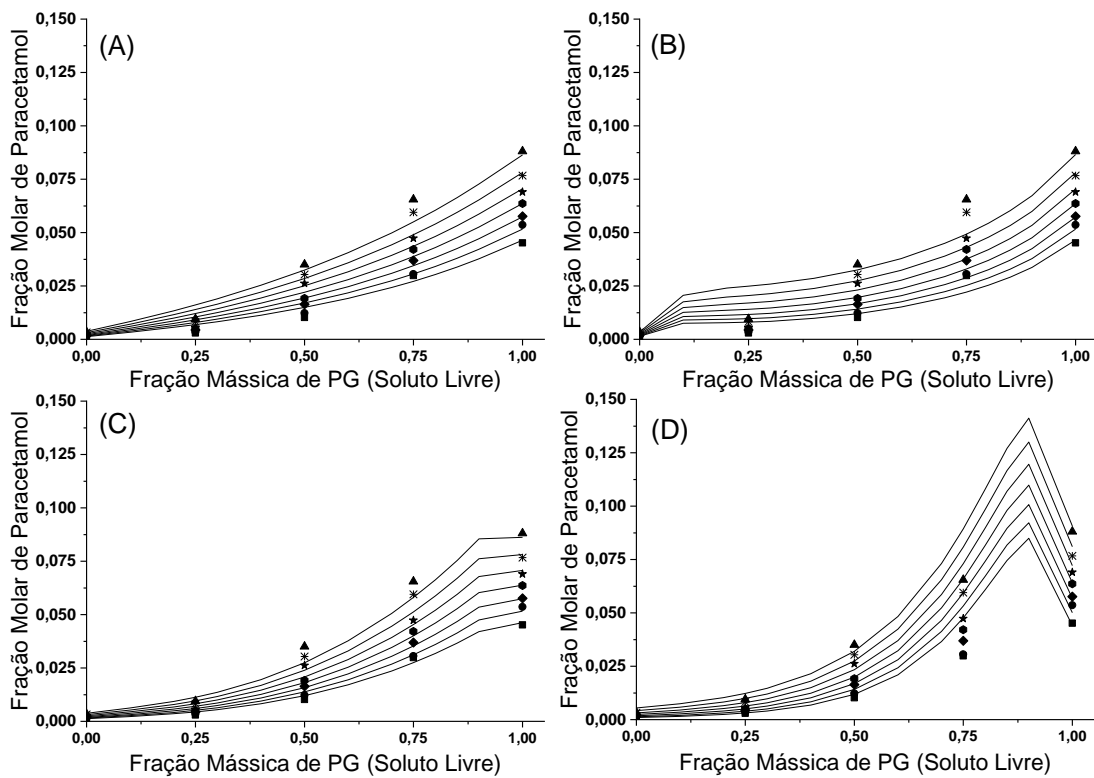 (A)
Fração Molar de Paracetamol
0,150
0,125
0,100
0,075
0,050
0,025
0,000
0,00 0,25 0,50 0,75 1,00
Fração Mássica de PG (Soluto Livre)
(B)
Fração Molar de Paracetamol
0,150
0,125
0,100
0,075
0,050
0,025
0,000
0,00 0,25 0,50 0,75 1,00
Fração Mássica de PG (Soluto Livre)
(C)
Fração Molar de Paracetamol
0,150
0,125
0,100
0,075
0,050
0,025
0,000
0,00 0,25 0,50 0,75 1,00
Fração Mássica de PG (Soluto Livre)
(D)
Fração Molar de Paracetamol
0,150
0,125
0,100
0,075
0,050
0,025
0,000
0,00 0,25 0,50 0,75 1,00
Fração Mássica de PG (Soluto Livre)